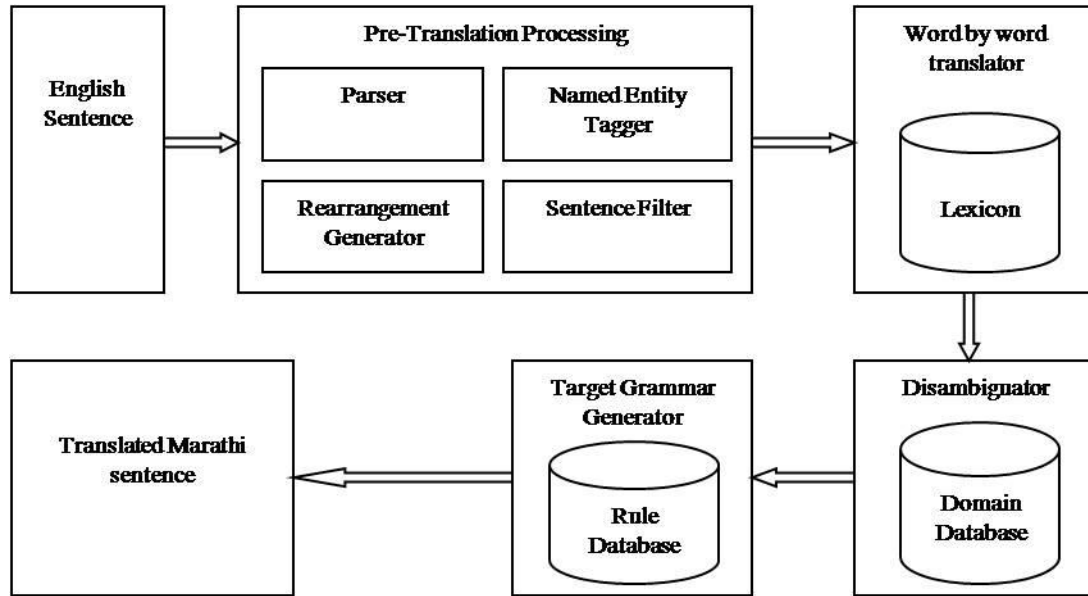 English
Sentence
Pre-Translation Processing
Parser
Named Entity
Tagger
Rearrangement
Generator
Sentence Filter
Word by word
translator
Lexicon
Disambiguator
Domain
Database
Target Grammar
Generator
Rule
Database
Translated Marathi
sentence